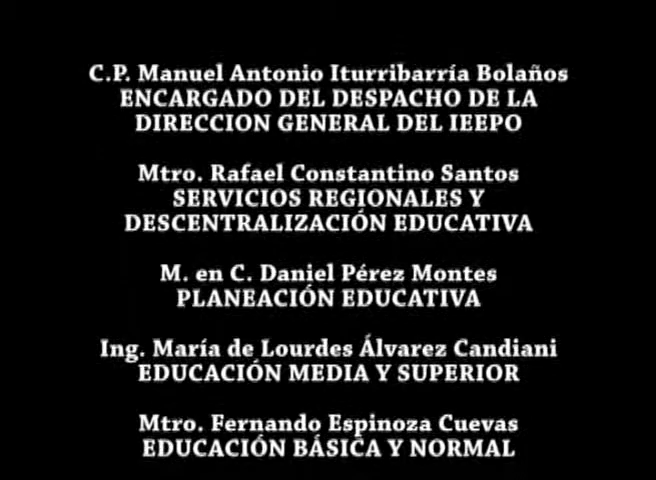 C.P. Manuel Antonio Iturribarría Bolaños
ENCARGADO DEL DESPACHO DE LA
DIRECCION GENERAL DEL IEEPO
Mtro. Rafael Constantino Santos
SERVICIOS REGIONALES Y
DESCENTRALIZACIÓN EDUCATIVA
M. en C. Daniel Pérez Montes
PLANEACIÓN EDUCATIVA
Ing. María de Lourdes Álvarez Candiani
EDUCACIÓN MEDIA Y SUPERIOR
Mtro. Fernando Espinoza Cuevas
EDUCACIÓN BÁSICA Y NORMAL